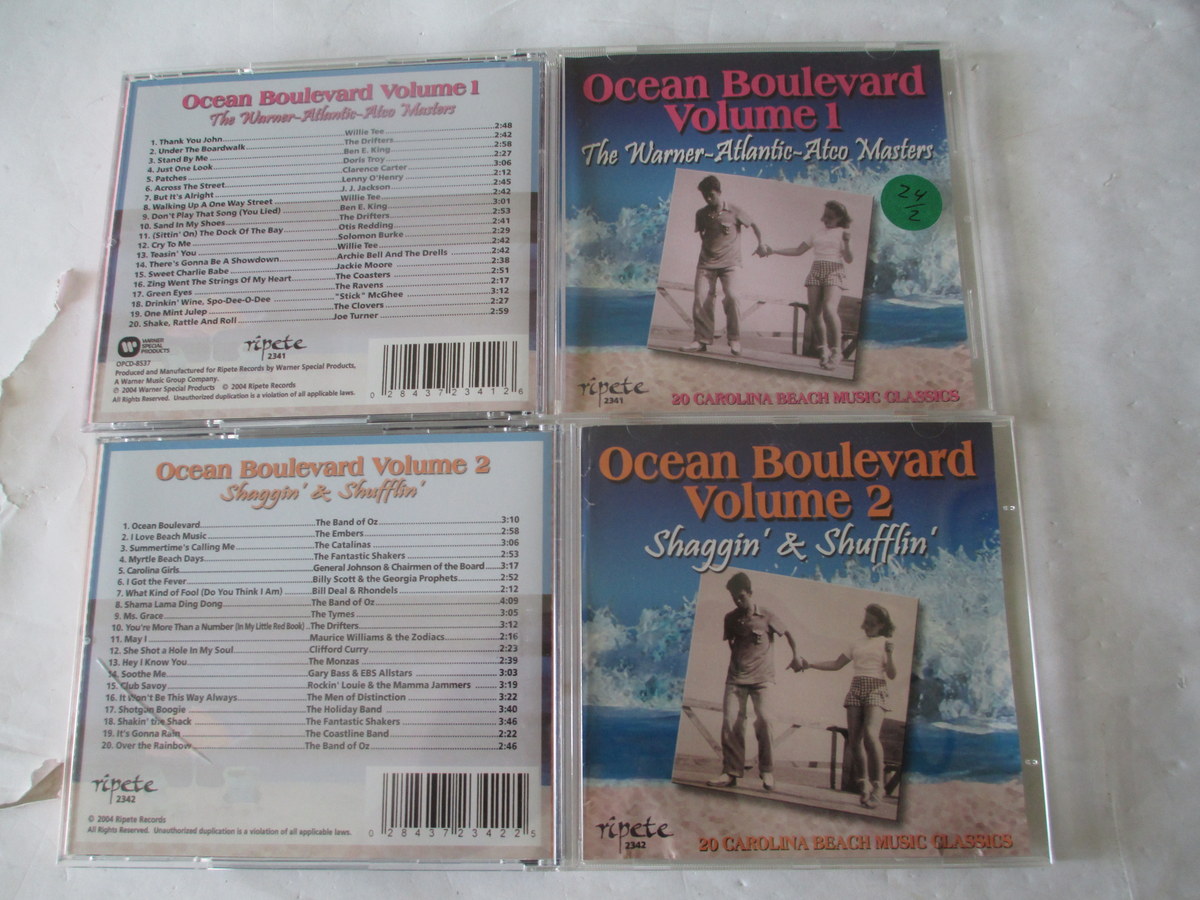 Ocean Boulevard Volume 1
The Warner-Atlantic-Atco Masters
1. Thank You John Willie Tee 2:48
2. Under The Boardwalk The Drifters 2:42
3. Stand By Me Ben E. King 2:58
4. Just One Look Doris Troy 2:27
5. Patches Clarence Carter 3:06
6. Across The Street Lenny O'Henry 2:12
7. But It's Alright J. J. Jackson 2:45
8. Walking Up A One Way Street Willie Tee 2:42
9. Don't Play That Song (You Lied) Ben E. King 3:01
10. Sand In My Shoes The Drifters 2:53
11. (Sittin' On) The Dock Of The Bay Otis Redding 2:41
12. Cry To Me Solomon Burke 2:29
13. Teasin' You Willie Tee 2:42
14. There's Gonna Be A Showdown Archie Bell And The Drells 2:42
15. Sweet Charlie Babe Jackie Moore 2:38
16. Zing Went The Strings Of My Heart The Coasters 2:51
17. Green Eyes The Ravens 2:17
18. Drinkin' Wine, Spo-Dee-O-Dee "Stick" McGhee 3:12
19. One Mint Julep The Clovers 2:27
20. Shake, Rattle And Roll Joe Turner 2:59
WARNER
SPECIAL
PRODUCTS
OPCD-8537
ripete
2341
Produced and Manufactured for Ripete Records by Warner Special Products,
A Warner Music Group Company.
℗ 2004 Warner Special Products © 2004 Ripete Records
All Rights Reserved. Unauthorized duplication is a violation of all applicable laws.
0 28437 23412 6
Ocean Boulevard
Volume 1
The Warner-Atlantic-Atco Masters
24
2
ripete
2341
20 CAROLINA BEACH MUSIC CLASSICS
Ocean Boulevard Volume 2
Shaggin' & Shufflin'
1. Ocean Boulevard The Band of Oz 3:10
2. I Love Beach Music The Embers 2:58
3. Summertime's Calling Me The Catalinas 3:06
4. Myrtle Beach Days The Fantastic Shakers 2:53
5. Carolina Girls General Johnson & Chairmen of the Board 3:17
6. I Got the Fever Billy Scott & the Georgia Prophets 2:52
7. What Kind of Fool (Do You Think I Am) Bill Deal & Rhondels 2:12
8. Shama Lama Ding Dong The Band of Oz 4:09
9. Ms. Grace The Tymes 3:05
10. You're More Than a Number (In My Little Red Book) The Drifters 3:12
11. May I Maurice Williams & the Zodiacs 2:16
12. She Shot a Hole In My Soul Clifford Curry 2:23
13. Hey I Know You The Monzas 2:39
14. Soothe Me Gary Bass & EBS Allstars 3:03
15. Club Savoy Rockin' Louie & the Mamma Jammers 3:19
16. It Won't Be This Way Always The Men of Distinction 3:22
17. Shotgun Boogie The Holiday Band 3:40
18. Shakin' the Shack The Fantastic Shakers 3:46
19. It's Gonna Rain The Coastline Band 2:22
20. Over the Rainbow The Band of Oz 2:46
ripete
2342
© 2004 Ripete Records
All Rights Reserved. Unauthorized duplication is a violation of all applicable laws.
0 28437 23422 5
Ocean Boulevard
Volume 2
Shaggin' & Shufflin'
ripete
2342
20 CAROLINA BEACH MUSIC CLASSICS